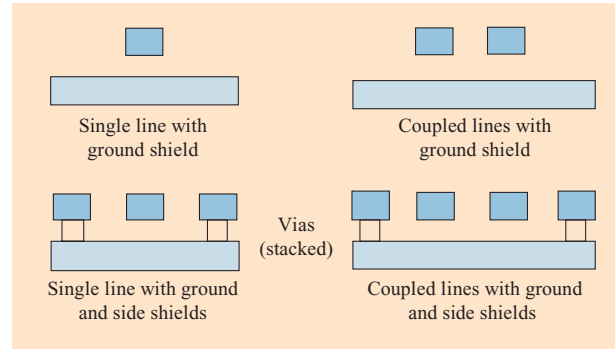 Single line with
ground shield
Coupled lines with
ground shield
Vias
(stacked)
Single line with ground
and side shields
Coupled lines with ground
and side shields